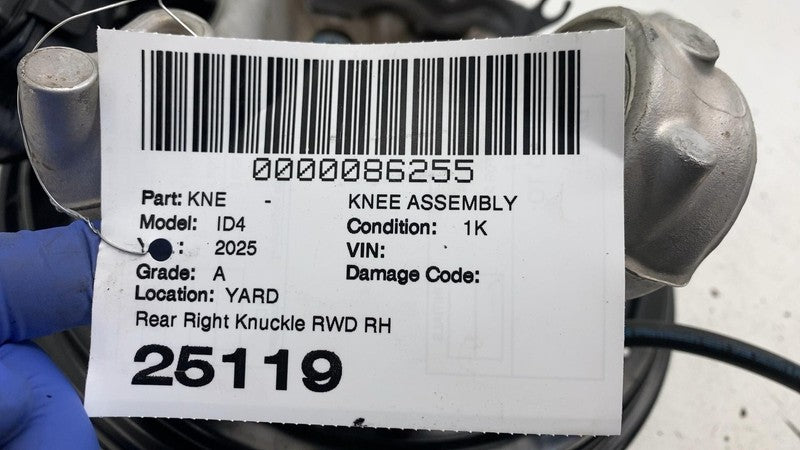 0000086255
Part: KNE - KNEE ASSEMBLY
Model: ID4 Condition: 1K
: 2025 VIN:
Grade: A Damage Code:
Location: YARD
Rear Right Knuckle RWD RH
25119